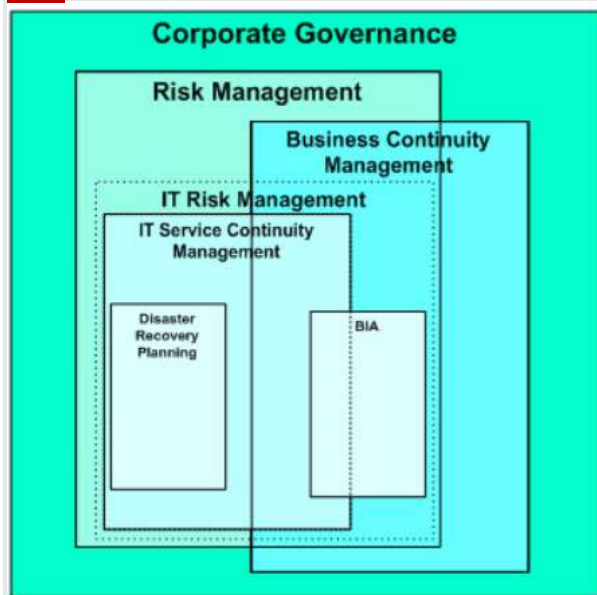 Corporate Governance
Risk Management
Business Continuity
Management
IT Risk Management
IT Service Continuity
Management
Disaster
Recovery
Planning
BIA